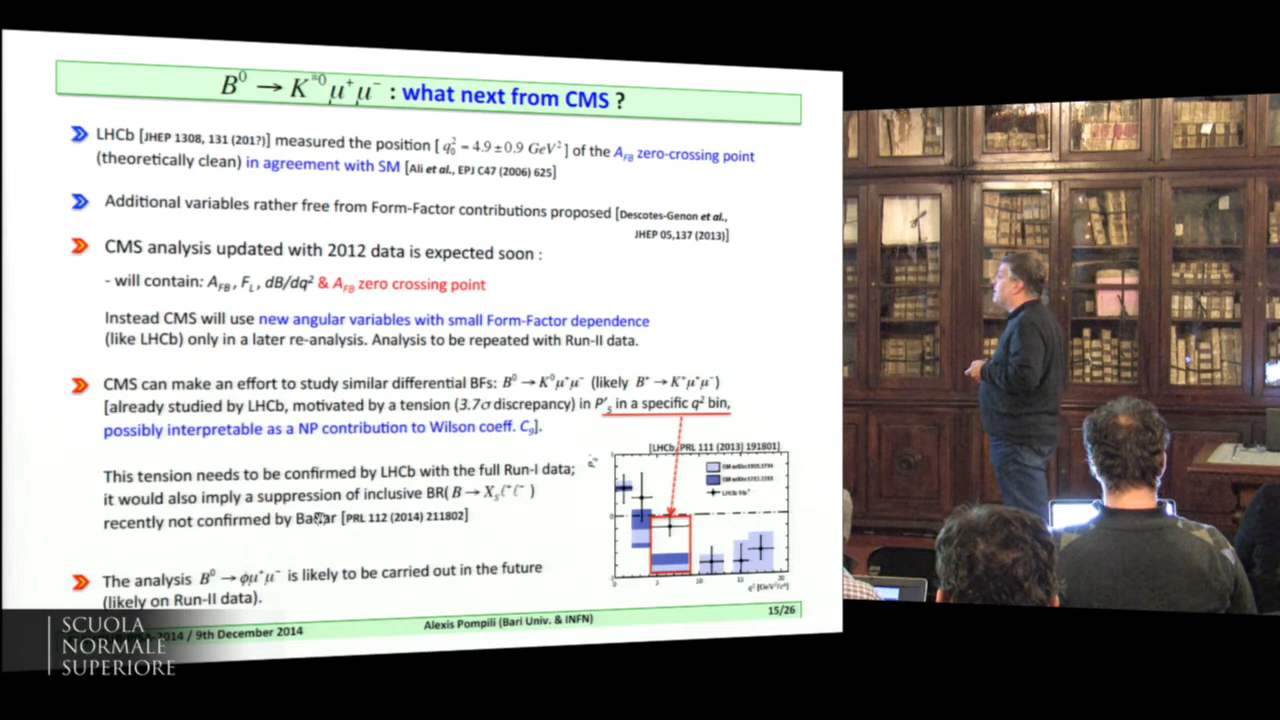 B⁰ → K*⁰ μ⁺ μ⁻ : what next from CMS ?
LHCb [JHEP 1308, 131 (201?)] measured the position [ q₀² = 4.9 ± 0.9 GeV² ] of the A_FB zero-crossing point
(theoretically clean) in agreement with SM [Ali et al., EPJ C47 (2006) 625]
Additional variables rather free from Form-Factor contributions proposed [Descotes-Genon et al.,
JHEP 05,137 (2013)]
CMS analysis updated with 2012 data is expected soon :
- will contain: A_FB, F_L, dB/dq² & A_FB zero crossing point
Instead CMS will use new angular variables with small Form-Factor dependence
(like LHCb) only in a later re-analysis. Analysis to be repeated with Run-II data.
CMS can make an effort to study similar differential BFs: B⁰ → K⁰μ⁺μ⁻ (likely B⁺ → K⁺μ⁺μ⁻)
[already studied by LHCb, motivated by a tension (3.7σ discrepancy) in P'₅ in a specific q² bin,
possibly interpretable as a NP contribution to Wilson coeff. C₉].
[LHCb, PRL 111 (2013) 191801]
This tension needs to be confirmed by LHCb with the full Run-I data;
it would also imply a suppression of inclusive BR( B → X_s ℓ⁺ℓ⁻ )
recently not confirmed by BaBar [PRL 112 (2014) 211802]
q² [GeV²/c⁴]
The analysis B⁰ → φμ⁺μ⁻ is likely to be carried out in the future
(likely on Run-II data).
2014 / 9th December 2014
Alexis Pompili (Bari Univ. & INFN)
15/26
SCUOLA
NORMALE
SUPERIORE